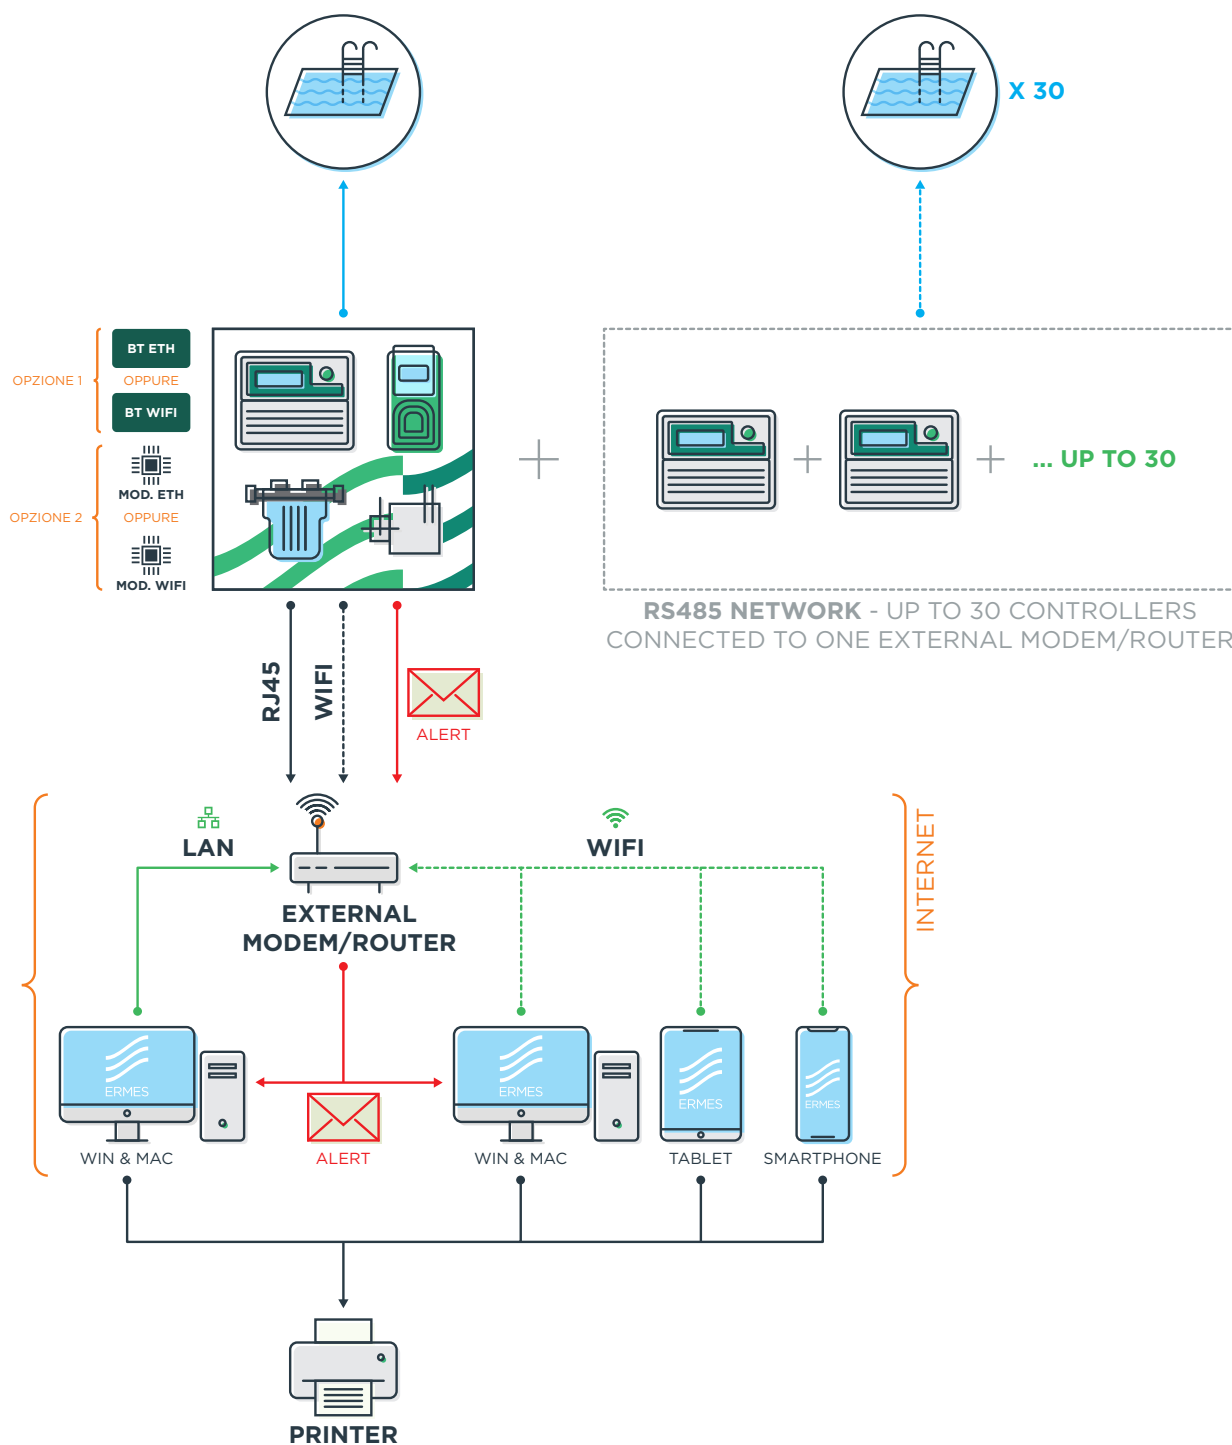 X 30
BT ETH
OPZIONE 1
OPPURE
BT WIFI
MOD. ETH
OPZIONE 2
OPPURE
MOD. WIFI
... UP TO 30
RS485 NETWORK - UP TO 30 CONTROLLERS
CONNECTED TO ONE EXTERNAL MODEM/ROUTER
RJ45
WIFI
ALERT
LAN
WIFI
INTERNET
EXTERNAL
MODEM/ROUTER
ERMES
ERMES
ERMES
ERMES
WIN & MAC
ALERT
WIN & MAC
TABLET
SMARTPHONE
PRINTER